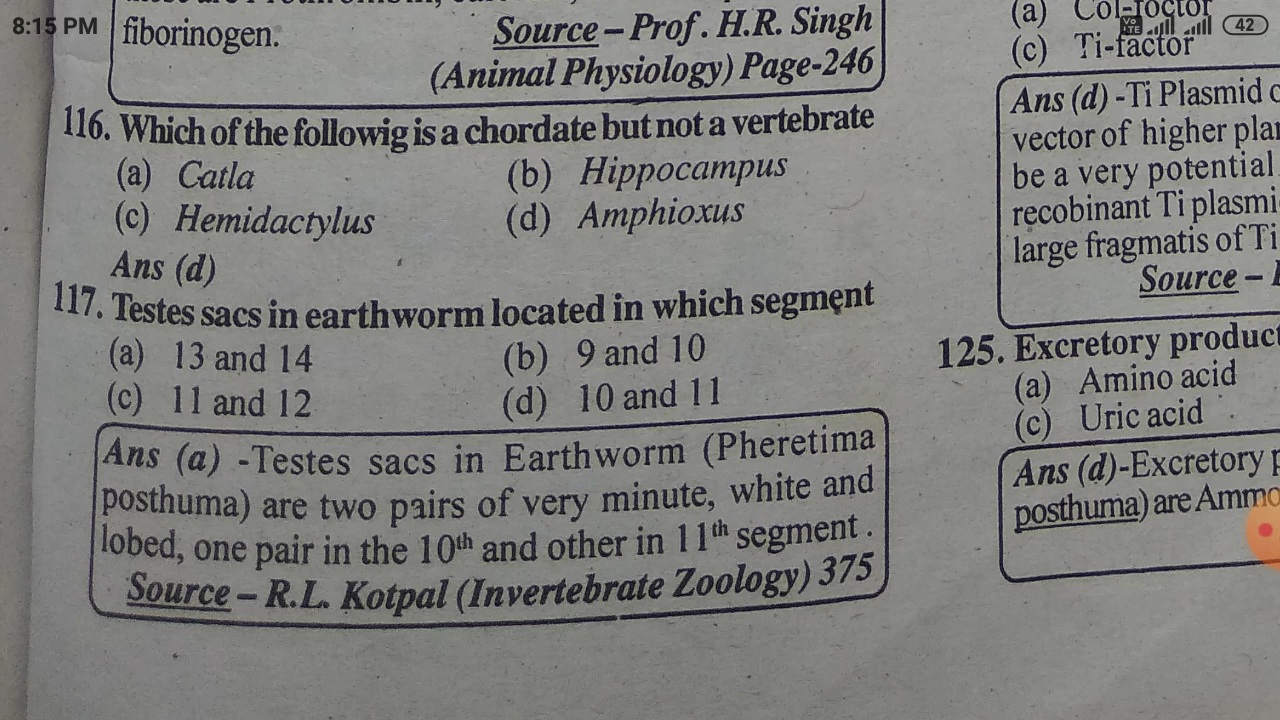 8:15 PM
42
fiborinogen.
Source – Prof. H.R. Singh
(Animal Physiology) Page-246
116. Which of the followig is a chordate but not a vertebrate
(a) Catla (b) Hippocampus
(c) Hemidactylus (d) Amphioxus
Ans (d)
117. Testes sacs in earthworm located in which segment
(a) 13 and 14 (b) 9 and 10
(c) 11 and 12 (d) 10 and 11
Ans (a) -Testes sacs in Earthworm (Pheretima
posthuma) are two pairs of very minute, white and
lobed, one pair in the 10th and other in 11th segment.
Source – R.L. Kotpal (Invertebrate Zoology) 375
(a)
(c) Ti-factor
Ans (d) -Ti Plasmid
vector of higher
be a very potential
recobinant Ti
large fragmatis of Ti
Source –
125. Excretory
(a) Amino acid
(c) Uric acid
Ans (d)-Excretory
posthuma) are